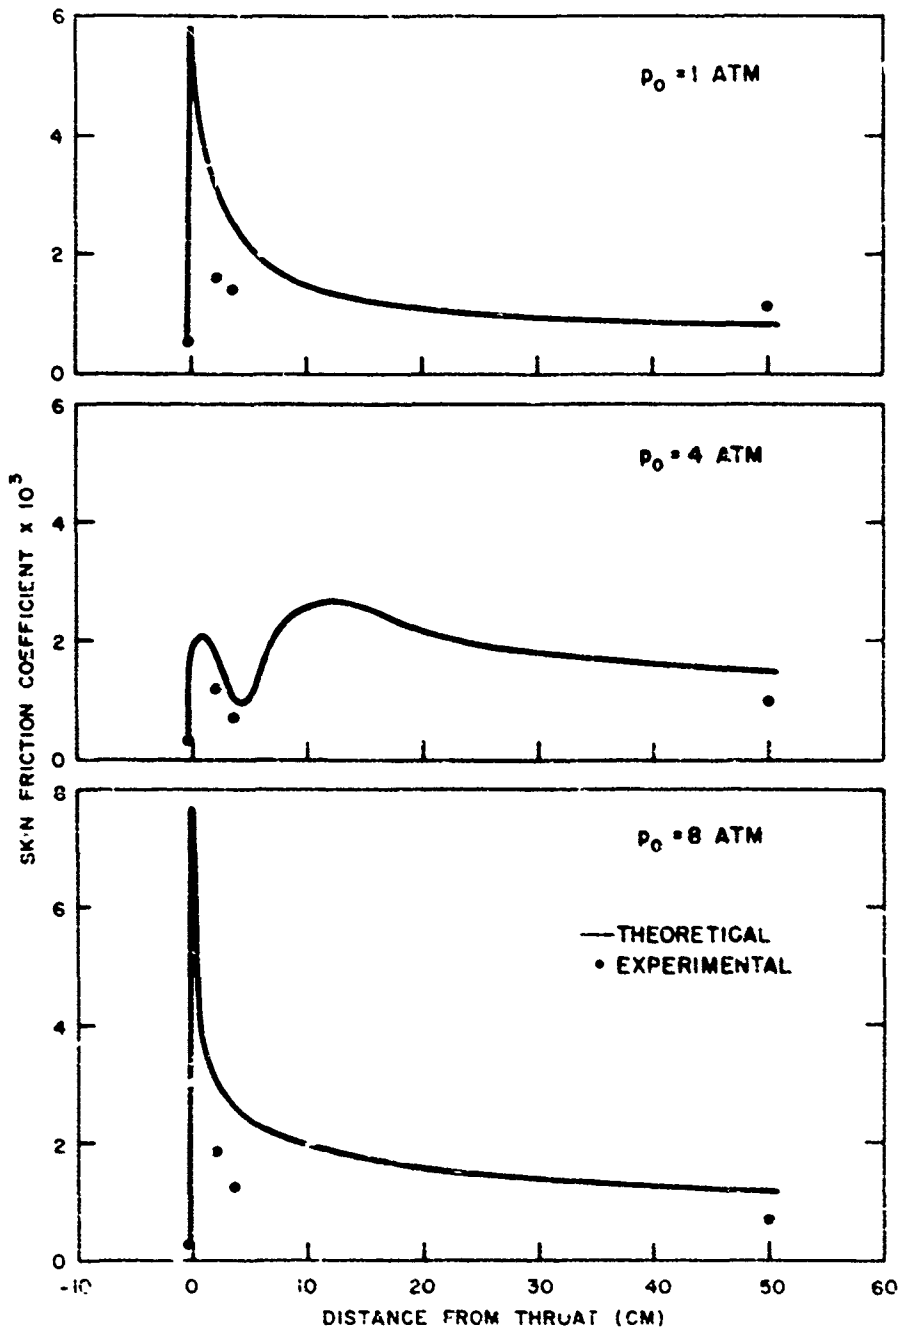 6
4
2
0
p₀ = 1 ATM
6
4
2
0
p₀ = 4 ATM
8
6
4
2
0
p₀ = 8 ATM
— THEORETICAL
• EXPERIMENTAL
-10 0 10 20 30 40 50 60
DISTANCE FROM THROAT (CM)
SKIN FRICTION COEFFICIENT x 10³